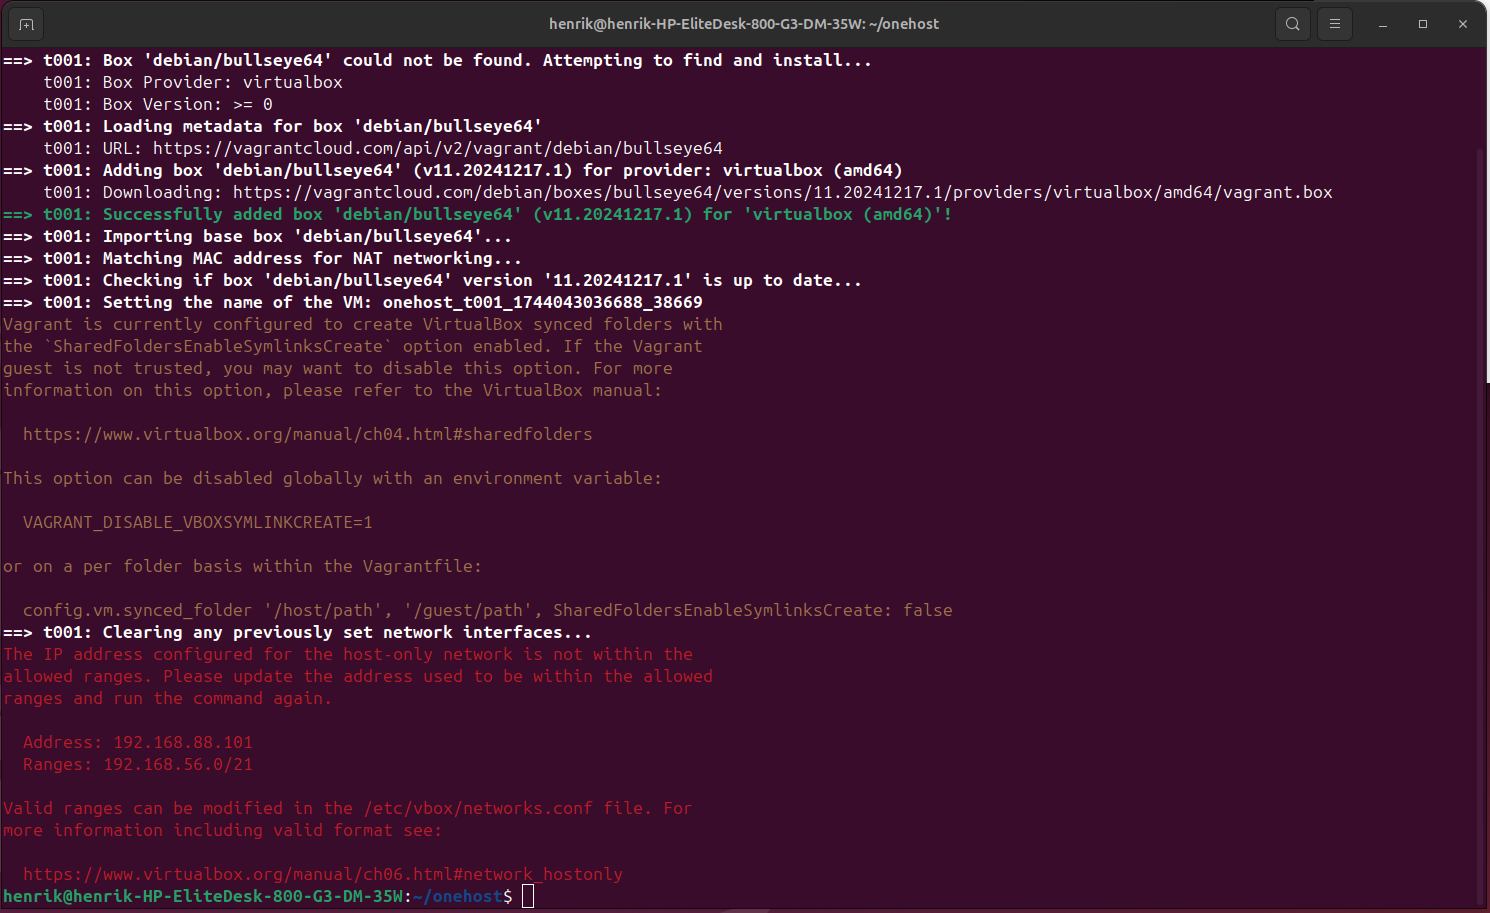 henrik@henrik-HP-EliteDesk-800-G3-DM-35W: ~/onehost
==> t001: Box 'debian/bullseye64' could not be found. Attempting to find and install...
    t001: Box Provider: virtualbox
    t001: Box Version: >= 0
==> t001: Loading metadata for box 'debian/bullseye64'
    t001: URL: https://vagrantcloud.com/api/v2/vagrant/debian/bullseye64
==> t001: Adding box 'debian/bullseye64' (v11.20241217.1) for provider: virtualbox (amd64)
    t001: Downloading: https://vagrantcloud.com/debian/boxes/bullseye64/versions/11.20241217.1/providers/virtualbox/amd64/vagrant.box
==> t001: Successfully added box 'debian/bullseye64' (v11.20241217.1) for 'virtualbox (amd64)'!
==> t001: Importing base box 'debian/bullseye64'...
==> t001: Matching MAC address for NAT networking...
==> t001: Checking if box 'debian/bullseye64' version '11.20241217.1' is up to date...
==> t001: Setting the name of the VM: onehost_t001_1744043036688_38669
Vagrant is currently configured to create VirtualBox synced folders with
the `SharedFoldersEnableSymlinksCreate` option enabled. If the Vagrant
guest is not trusted, you may want to disable this option. For more
information on this option, please refer to the VirtualBox manual:

  https://www.virtualbox.org/manual/ch04.html#sharedfolders

This option can be disabled globally with an environment variable:

  VAGRANT_DISABLE_VBOXSYMLINKCREATE=1

or on a per folder basis within the Vagrantfile:

  config.vm.synced_folder '/host/path', '/guest/path', SharedFoldersEnableSymlinksCreate: false
==> t001: Clearing any previously set network interfaces...
The IP address configured for the host-only network is not within the
allowed ranges. Please update the address used to be within the allowed
ranges and run the command again.

  Address: 192.168.88.101
  Ranges: 192.168.56.0/21

Valid ranges can be modified in the /etc/vbox/networks.conf file. For
more information including valid format see:

  https://www.virtualbox.org/manual/ch06.html#network_hostonly
henrik@henrik-HP-EliteDesk-800-G3-DM-35W:~/onehost$